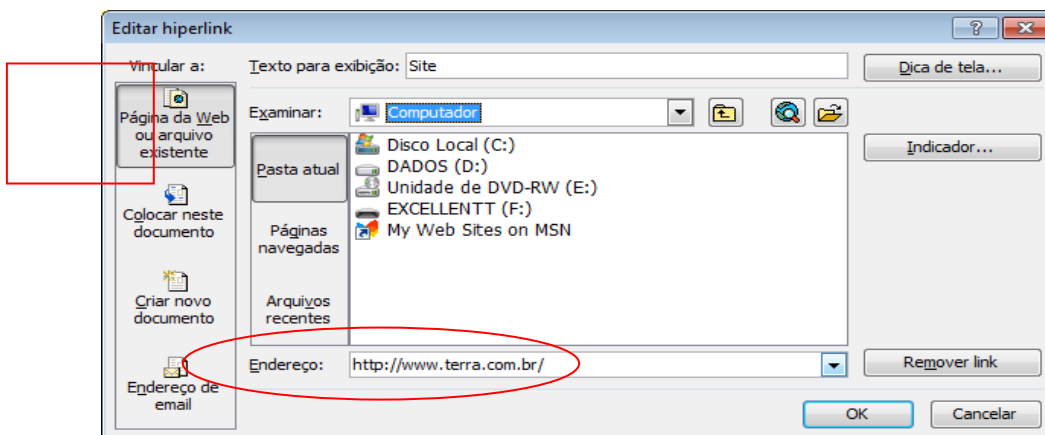 Editar hiperlink
Vincular a:
Texto para exibição: Site
Dica de tela...
Página da Web
ou arquivo
existente
Examinar: Computador
Indicador...
Pasta atual
Disco Local (C:)
DADOS (D:)
Unidade de DVD-RW (E:)
EXCELLENTT (F:)
My Web Sites on MSN
Colocar neste
documento
Páginas
navegadas
Criar novo
documento
Arquivos
recentes
Endereço: http://www.terra.com.br/
Remover link
Endereço de
email
OK
Cancelar